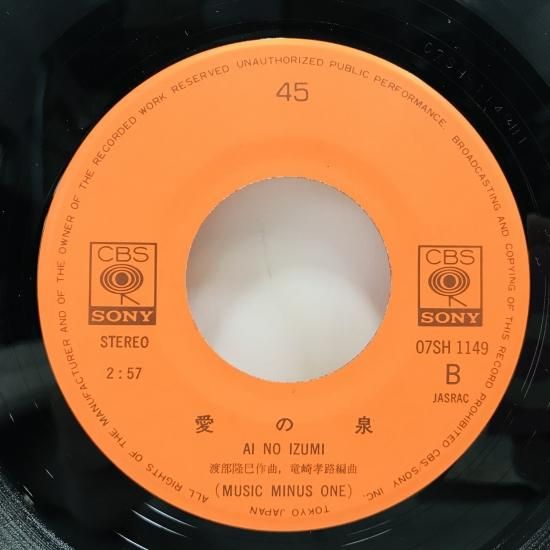 ALL RIGHTS OF THE MANUFACTURER AND OF THE OWNER OF THE RECORDED WORK RESERVED UNAUTHORIZED PUBLIC PERFORMANCE. BROADCASTING AND COPYING OF THIS RECORD PROHIBITED CBS/SONY INC. TOKYO JAPAN
45
CBS
SONY
STEREO
2:57
CBS
SONY
07SH 1149
B
JASRAC
愛の泉
AI NO IZUMI
渡部隆巳作曲,竜崎孝路編曲
(MUSIC MINUS ONE)